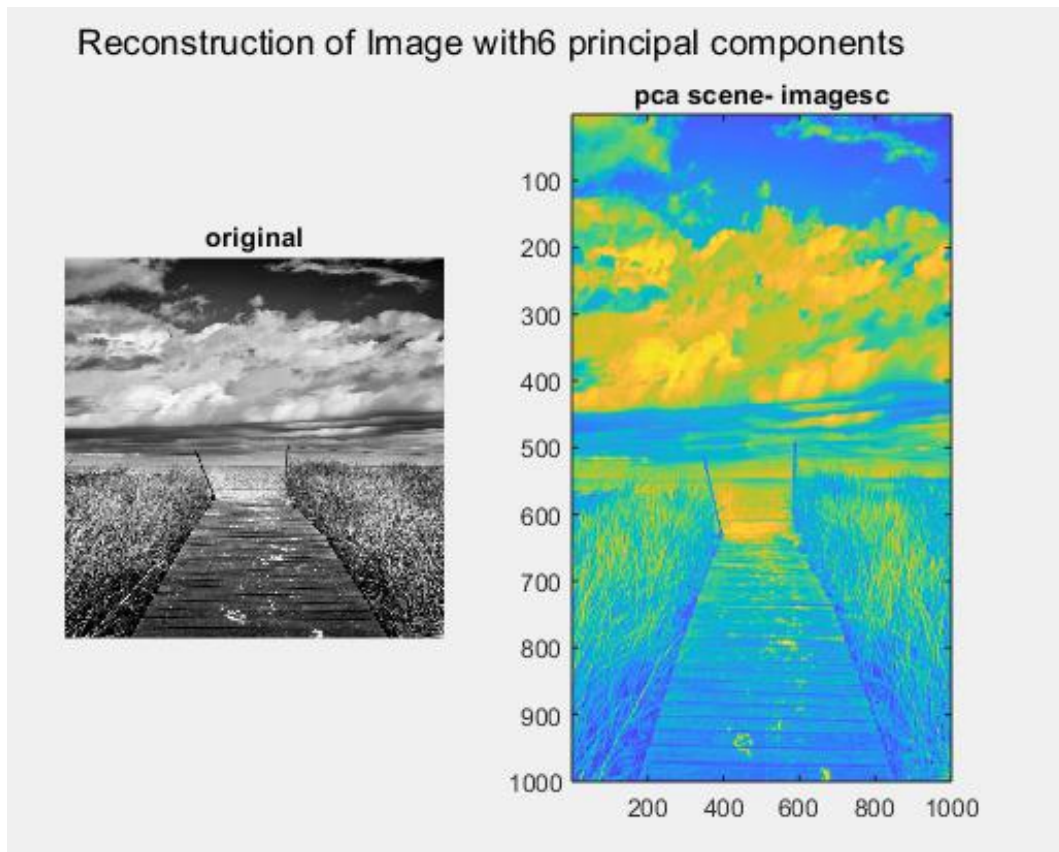 Reconstruction of Image with6 principal components
original
pca scene- imagesc
100
200
300
400
500
600
700
800
900
1000
200 400 600 800 1000